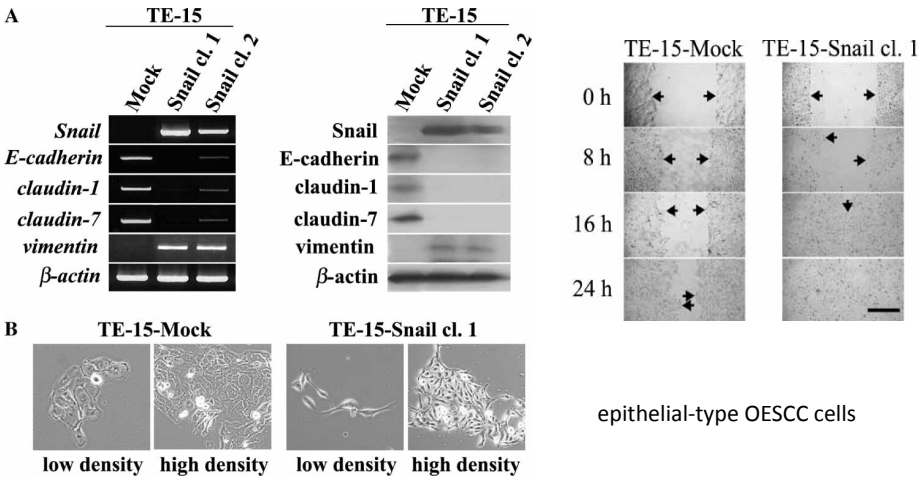 A
TE-15
Mock
Snail cl. 1
Snail cl. 2
Snail
E-cadherin
claudin-1
claudin-7
vimentin
β-actin
TE-15
Mock
Snail cl. 1
Snail cl. 2
Snail
E-cadherin
claudin-1
claudin-7
vimentin
β-actin
B
TE-15-Mock
TE-15-Snail cl. 1
low density
high density
low density
high density
TE-15-Mock
TE-15-Snail cl. 1
0 h
8 h
16 h
24 h
epithelial-type OESCC cells